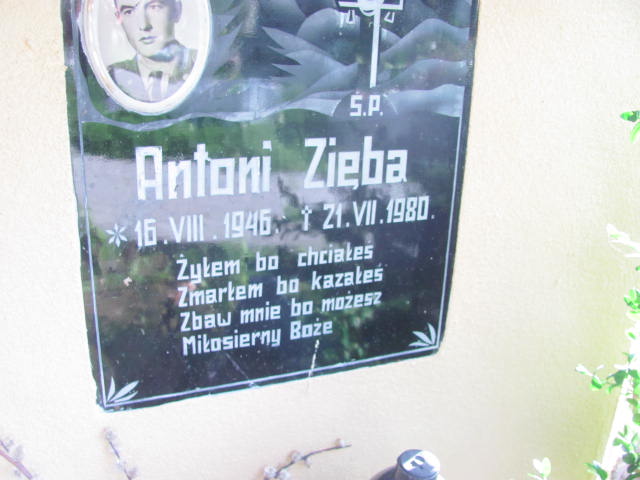 Ś.P.
Antoni Zięba
* 16.VIII.1946. † 21.VII.1980.
Żyłem bo chciałeś
Zmarłem bo kazałeś
Zbaw mnie bo możesz
Miłosierny Boże